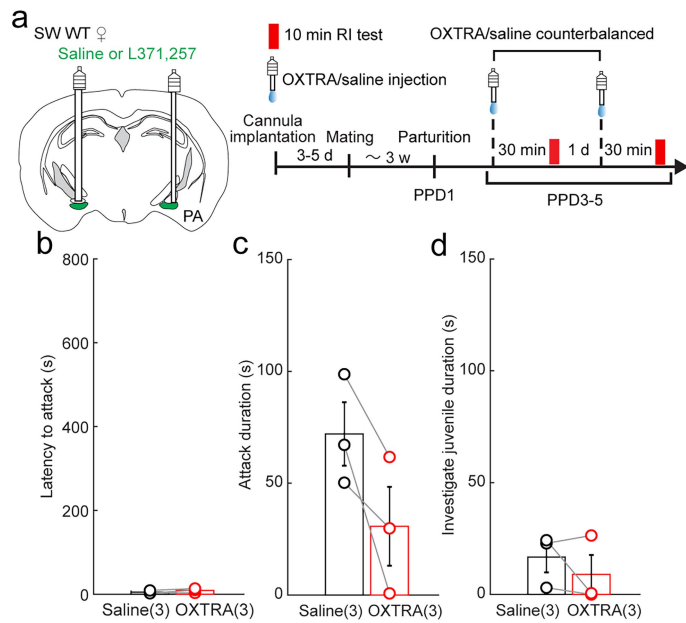 a
SW WT ♀
Saline or L371,257
PA
10 min RI test
OXTRA/saline injection
OXTRA/saline counterbalanced
Cannula
implantation
Mating
Parturition
3-5 d
~ 3 w
30 min
1 d
30 min
PPD1
PPD3-5
b
Latency to attack (s)
800
600
400
200
0
Saline(3)
OXTRA(3)
c
Attack duration (s)
150
100
50
0
Saline(3)
OXTRA(3)
d
Investigate juvenile duration (s)
150
100
50
0
Saline(3)
OXTRA(3)